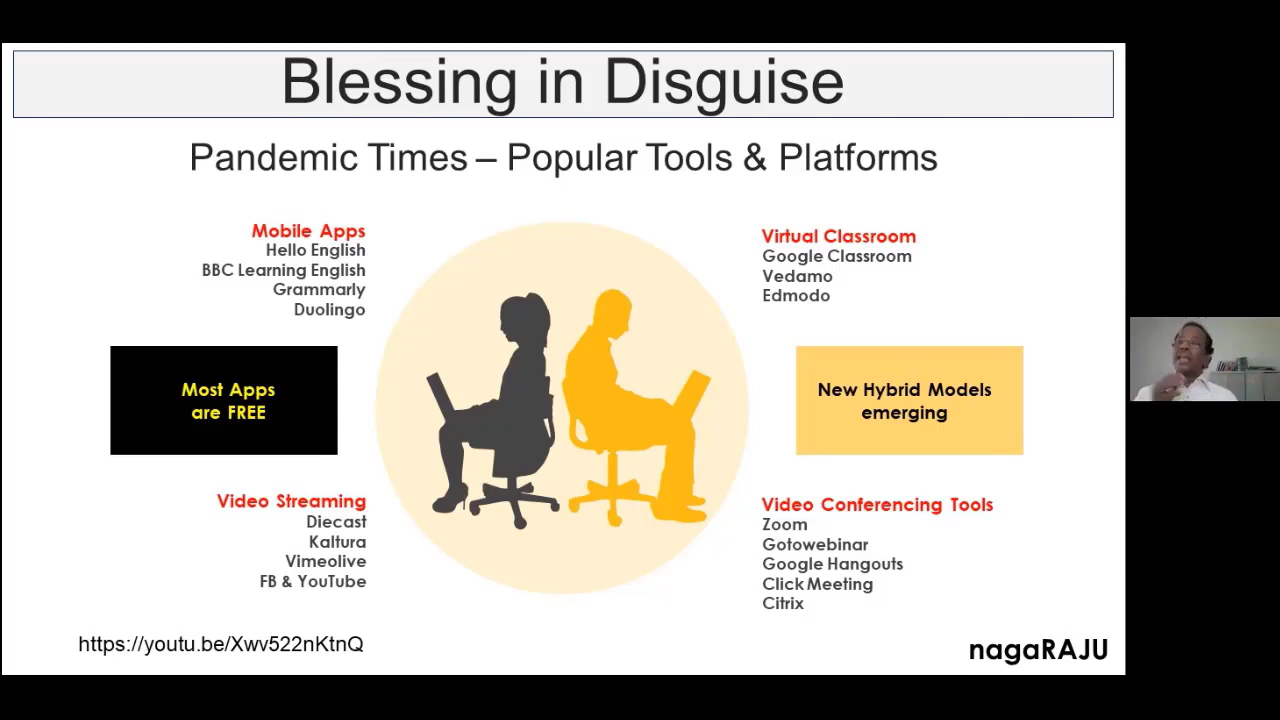 Blessing in Disguise
Pandemic Times – Popular Tools & Platforms
Mobile Apps
Hello English
BBC Learning English
Grammarly
Duolingo
Virtual Classroom
Google Classroom
Vedamo
Edmodo
Most Apps
are FREE
New Hybrid Models
emerging
Video Streaming
Diecast
Kaltura
Vimeolive
FB & YouTube
Video Conferencing Tools
Zoom
Gotowebinar
Google Hangouts
Click Meeting
Citrix
https://youtu.be/Xwv522nKtnQ
nagaRAJU